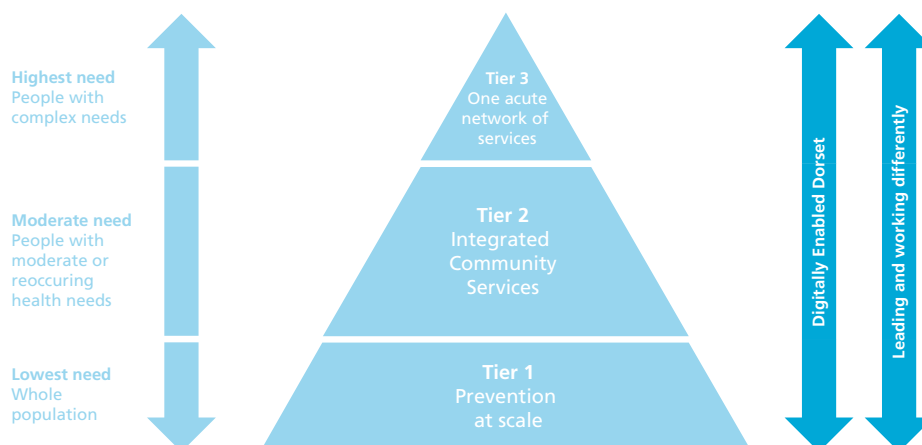 Highest need
People with
complex needs
Moderate need
People with
moderate or
reoccuring
health needs
Lowest need
Whole
population
Tier 3
One acute
network of
services
Tier 2
Integrated
Community
Services
Tier 1
Prevention
at scale
Digitally Enabled Dorset
Leading and working differently